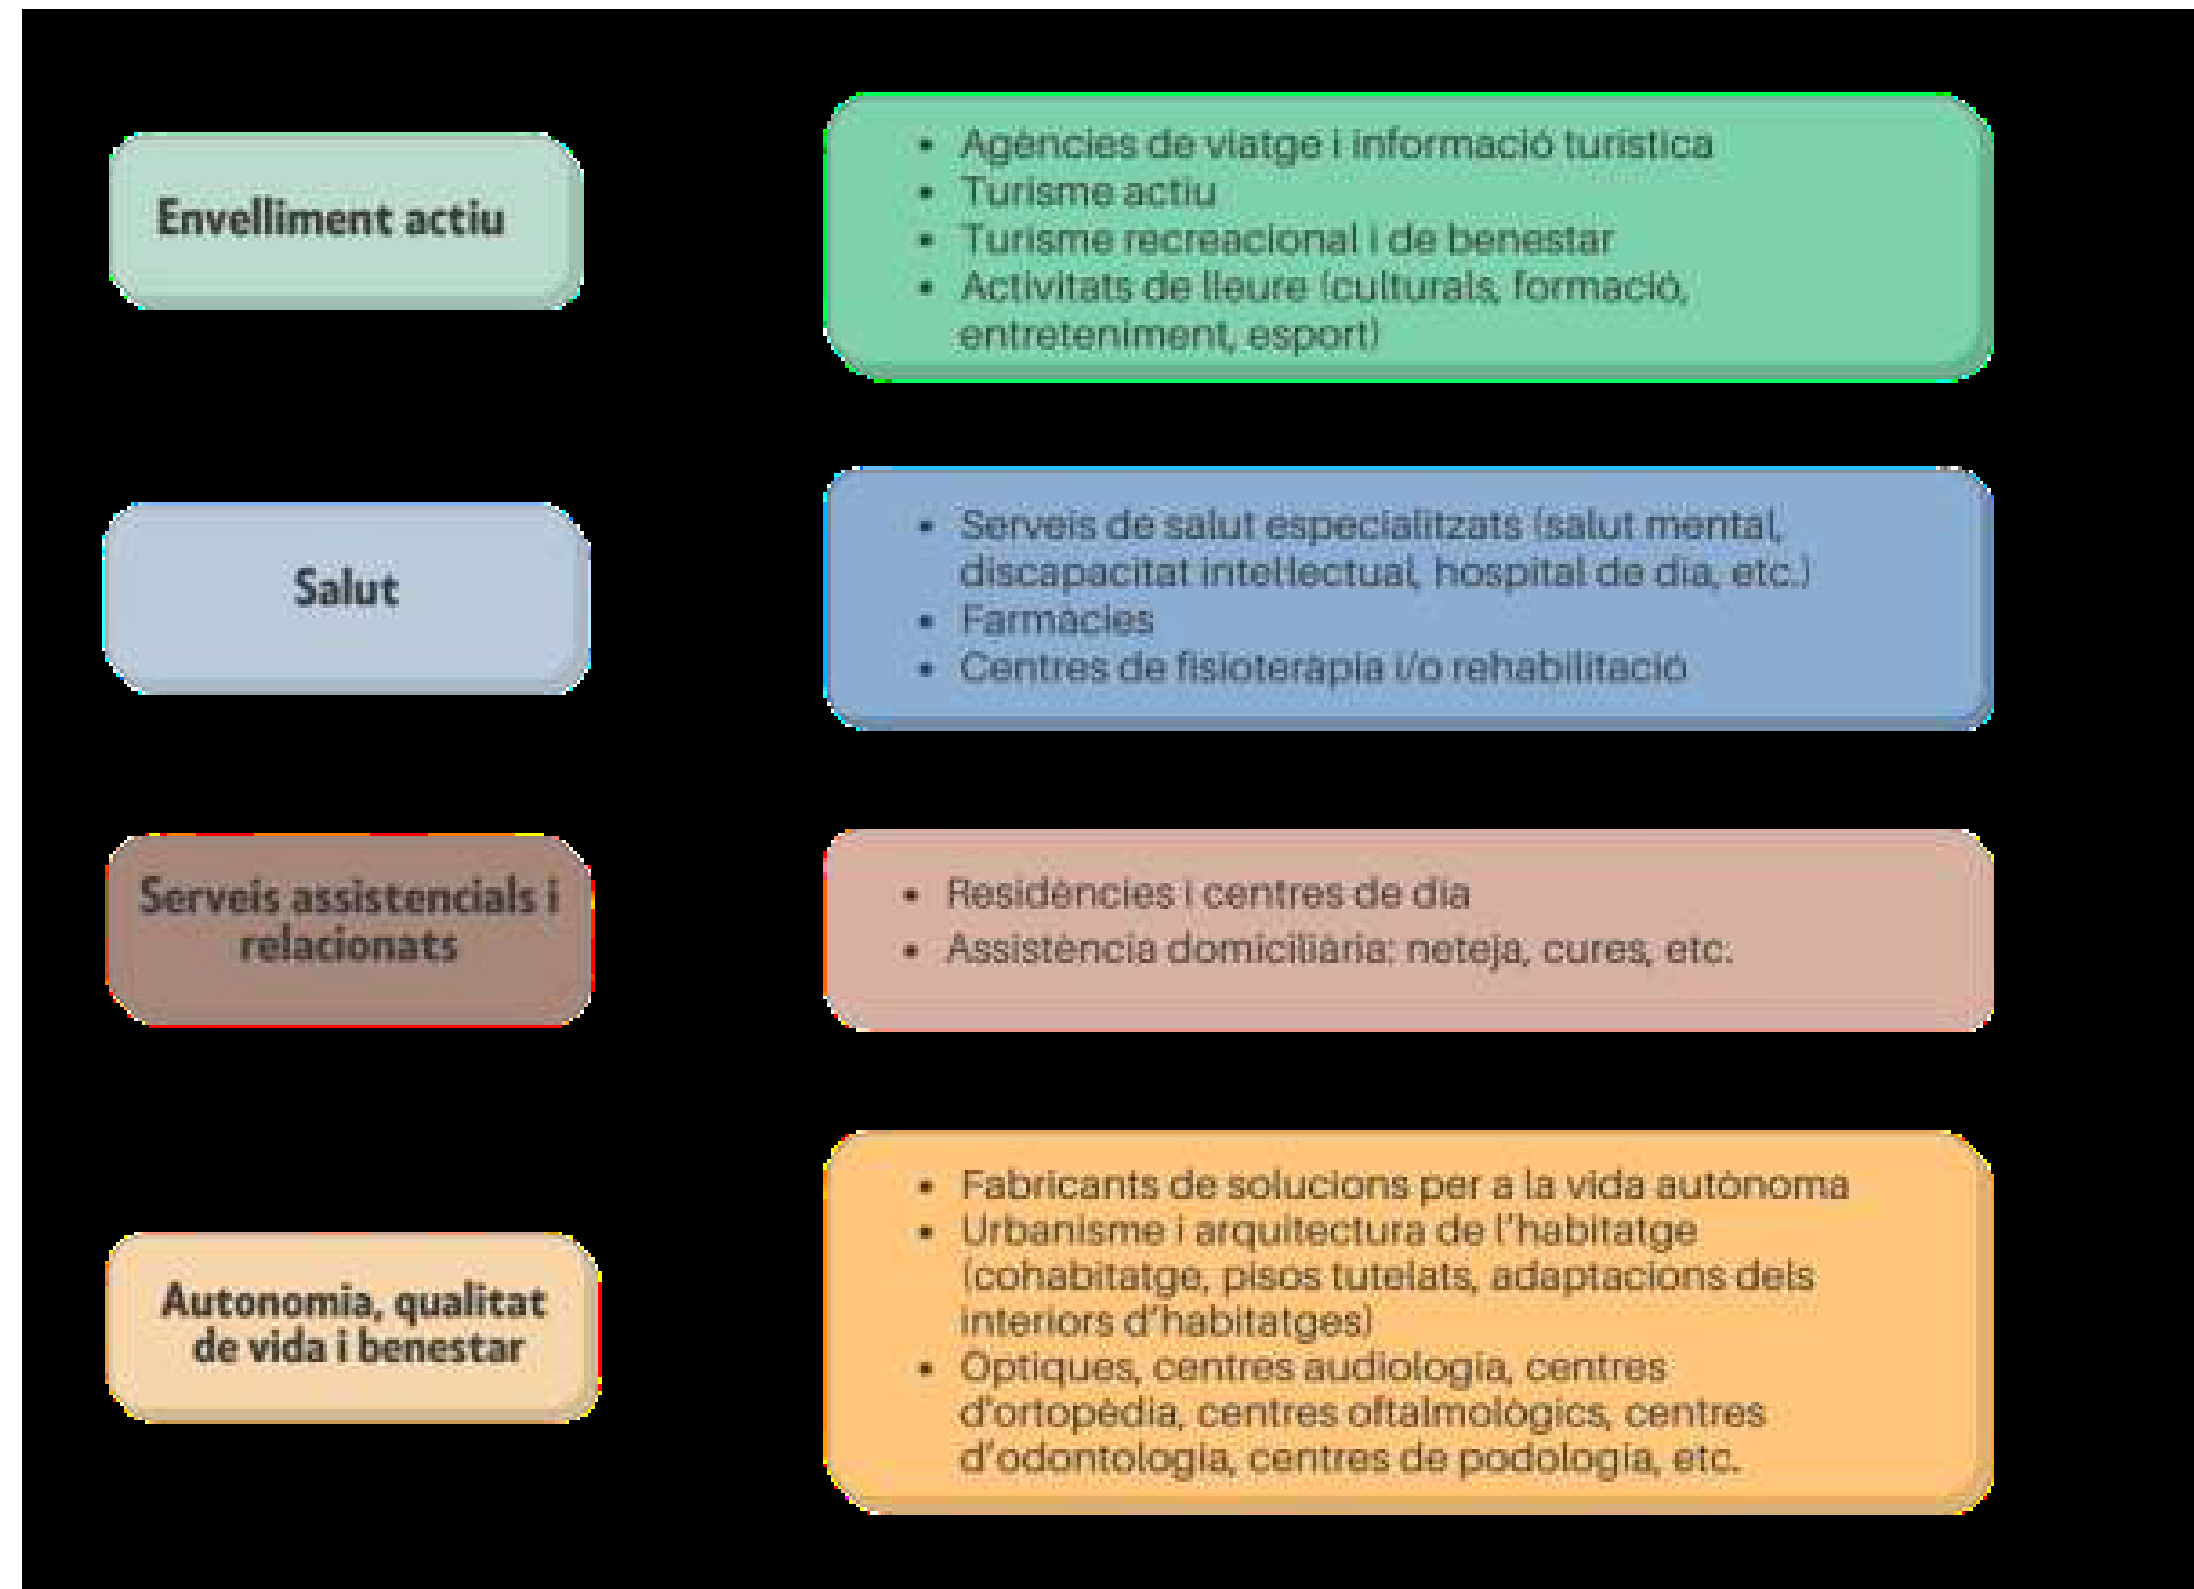 Envelliment actiu
• Agències de viatge i informació turística
• Turisme actiu
• Turisme recreacional i de benestar
• Activitats de lleure (culturals, formació,
entreteniment, esport)
Salut
• Serveis de salut especialitzats (salut mental,
discapacitat intel·lectual, hospital de dia, etc.)
• Farmàcies
• Centres de fisioteràpia i/o rehabilitació
Serveis assistencials i
relacionats
• Residències i centres de dia
• Assistència domiciliària: neteja, cures, etc.
Autonomia, qualitat
de vida i benestar
• Fabricants de solucions per a la vida autònoma
• Urbanisme i arquitectura de l'habitatge
(cohabitatge, pisos tutelats, adaptacions dels
interiors d'habitatges)
• Òptiques, centres audiologia, centres
d'ortopèdia, centres oftalmològics, centres
d'odontologia, centres de podologia, etc.